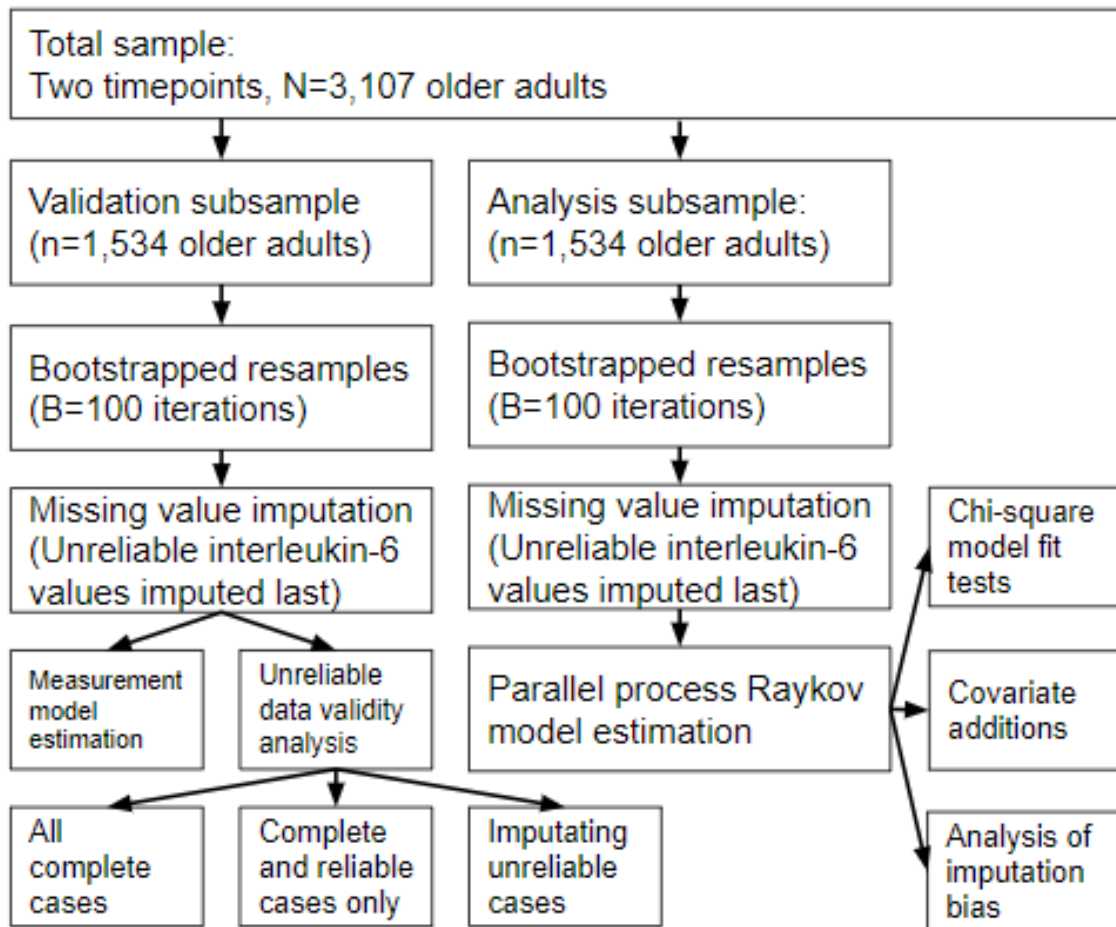 Total sample:
Two timepoints, N=3,107 older adults
Validation subsample
(n=1,534 older adults)
Analysis subsample:
(n=1,534 older adults)
Bootstrapped resamples
(B=100 iterations)
Bootstrapped resamples
(B=100 iterations)
Missing value imputation
(Unreliable interleukin-6
values imputed last)
Missing value imputation
(Unreliable interleukin-6
values imputed last)
Chi-square
model fit
tests
Measurement
model
estimation
Unreliable
data validity
analysis
Parallel process Raykov
model estimation
Covariate
additions
All
complete
cases
Complete
and reliable
cases only
Imputating
unreliable
cases
Analysis of
imputation
bias